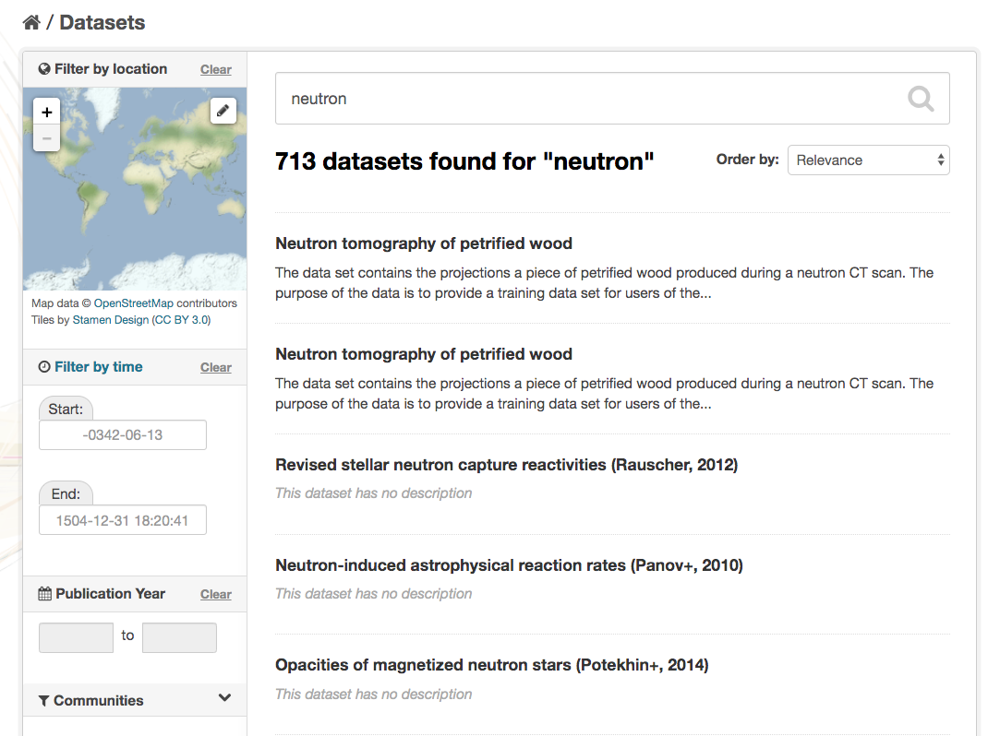 / Datasets
Filter by location Clear
+
−
Map data © OpenStreetMap contributors
Tiles by Stamen Design (CC BY 3.0)
Filter by time Clear
Start:
-0342-06-13
End:
1504-12-31 18:20:41
Publication Year Clear
to
Communities
neutron
713 datasets found for "neutron"
Order by: Relevance
Neutron tomography of petrified wood
The data set contains the projections a piece of petrified wood produced during a neutron CT scan. The
purpose of the data is to provide a training data set for users of the...
Neutron tomography of petrified wood
The data set contains the projections a piece of petrified wood produced during a neutron CT scan. The
purpose of the data is to provide a training data set for users of the...
Revised stellar neutron capture reactivities (Rauscher, 2012)
This dataset has no description
Neutron-induced astrophysical reaction rates (Panov+, 2010)
This dataset has no description
Opacities of magnetized neutron stars (Potekhin+, 2014)
This dataset has no description